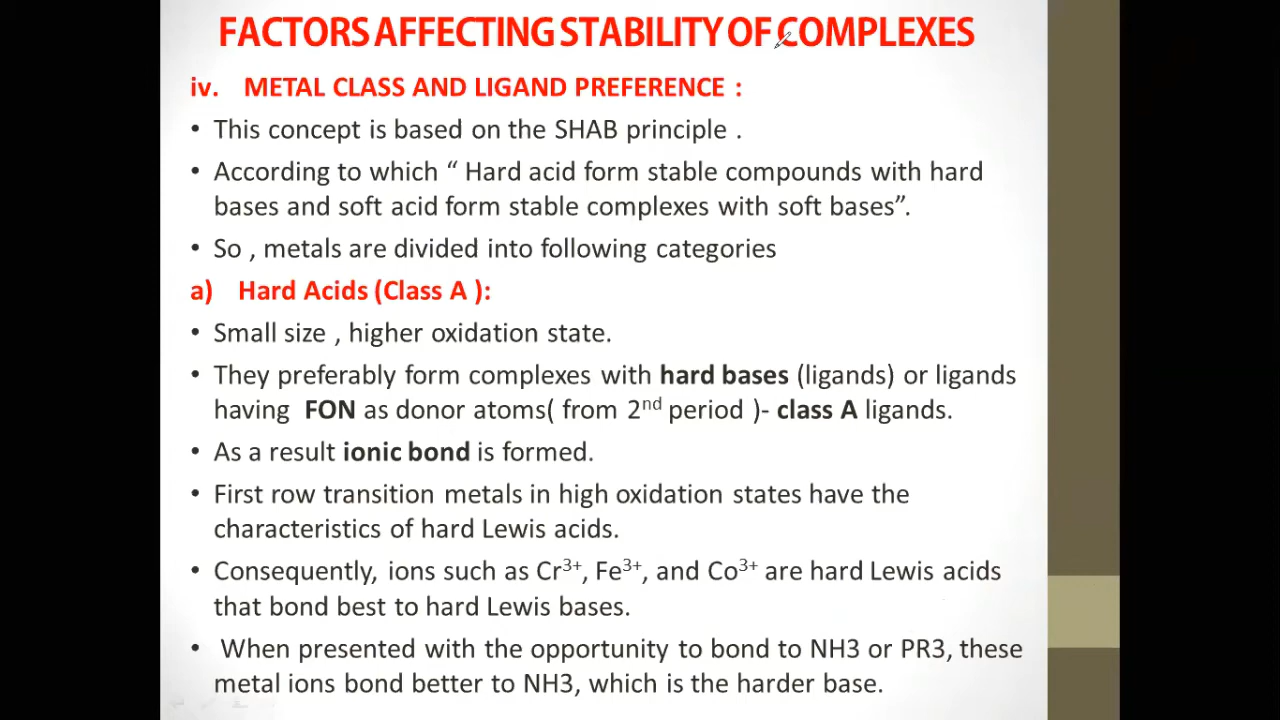 FACTORS AFFECTING STABILITY OF COMPLEXES
iv. METAL CLASS AND LIGAND PREFERENCE :
• This concept is based on the SHAB principle .
• According to which “ Hard acid form stable compounds with hard
bases and soft acid form stable complexes with soft bases”.
• So , metals are divided into following categories
a) Hard Acids (Class A ):
• Small size , higher oxidation state.
• They preferably form complexes with hard bases (ligands) or ligands
having FON as donor atoms( from 2nd period )- class A ligands.
• As a result ionic bond is formed.
• First row transition metals in high oxidation states have the
characteristics of hard Lewis acids.
• Consequently, ions such as Cr³⁺, Fe³⁺, and Co³⁺ are hard Lewis acids
that bond best to hard Lewis bases.
• When presented with the opportunity to bond to NH3 or PR3, these
metal ions bond better to NH3, which is the harder base.